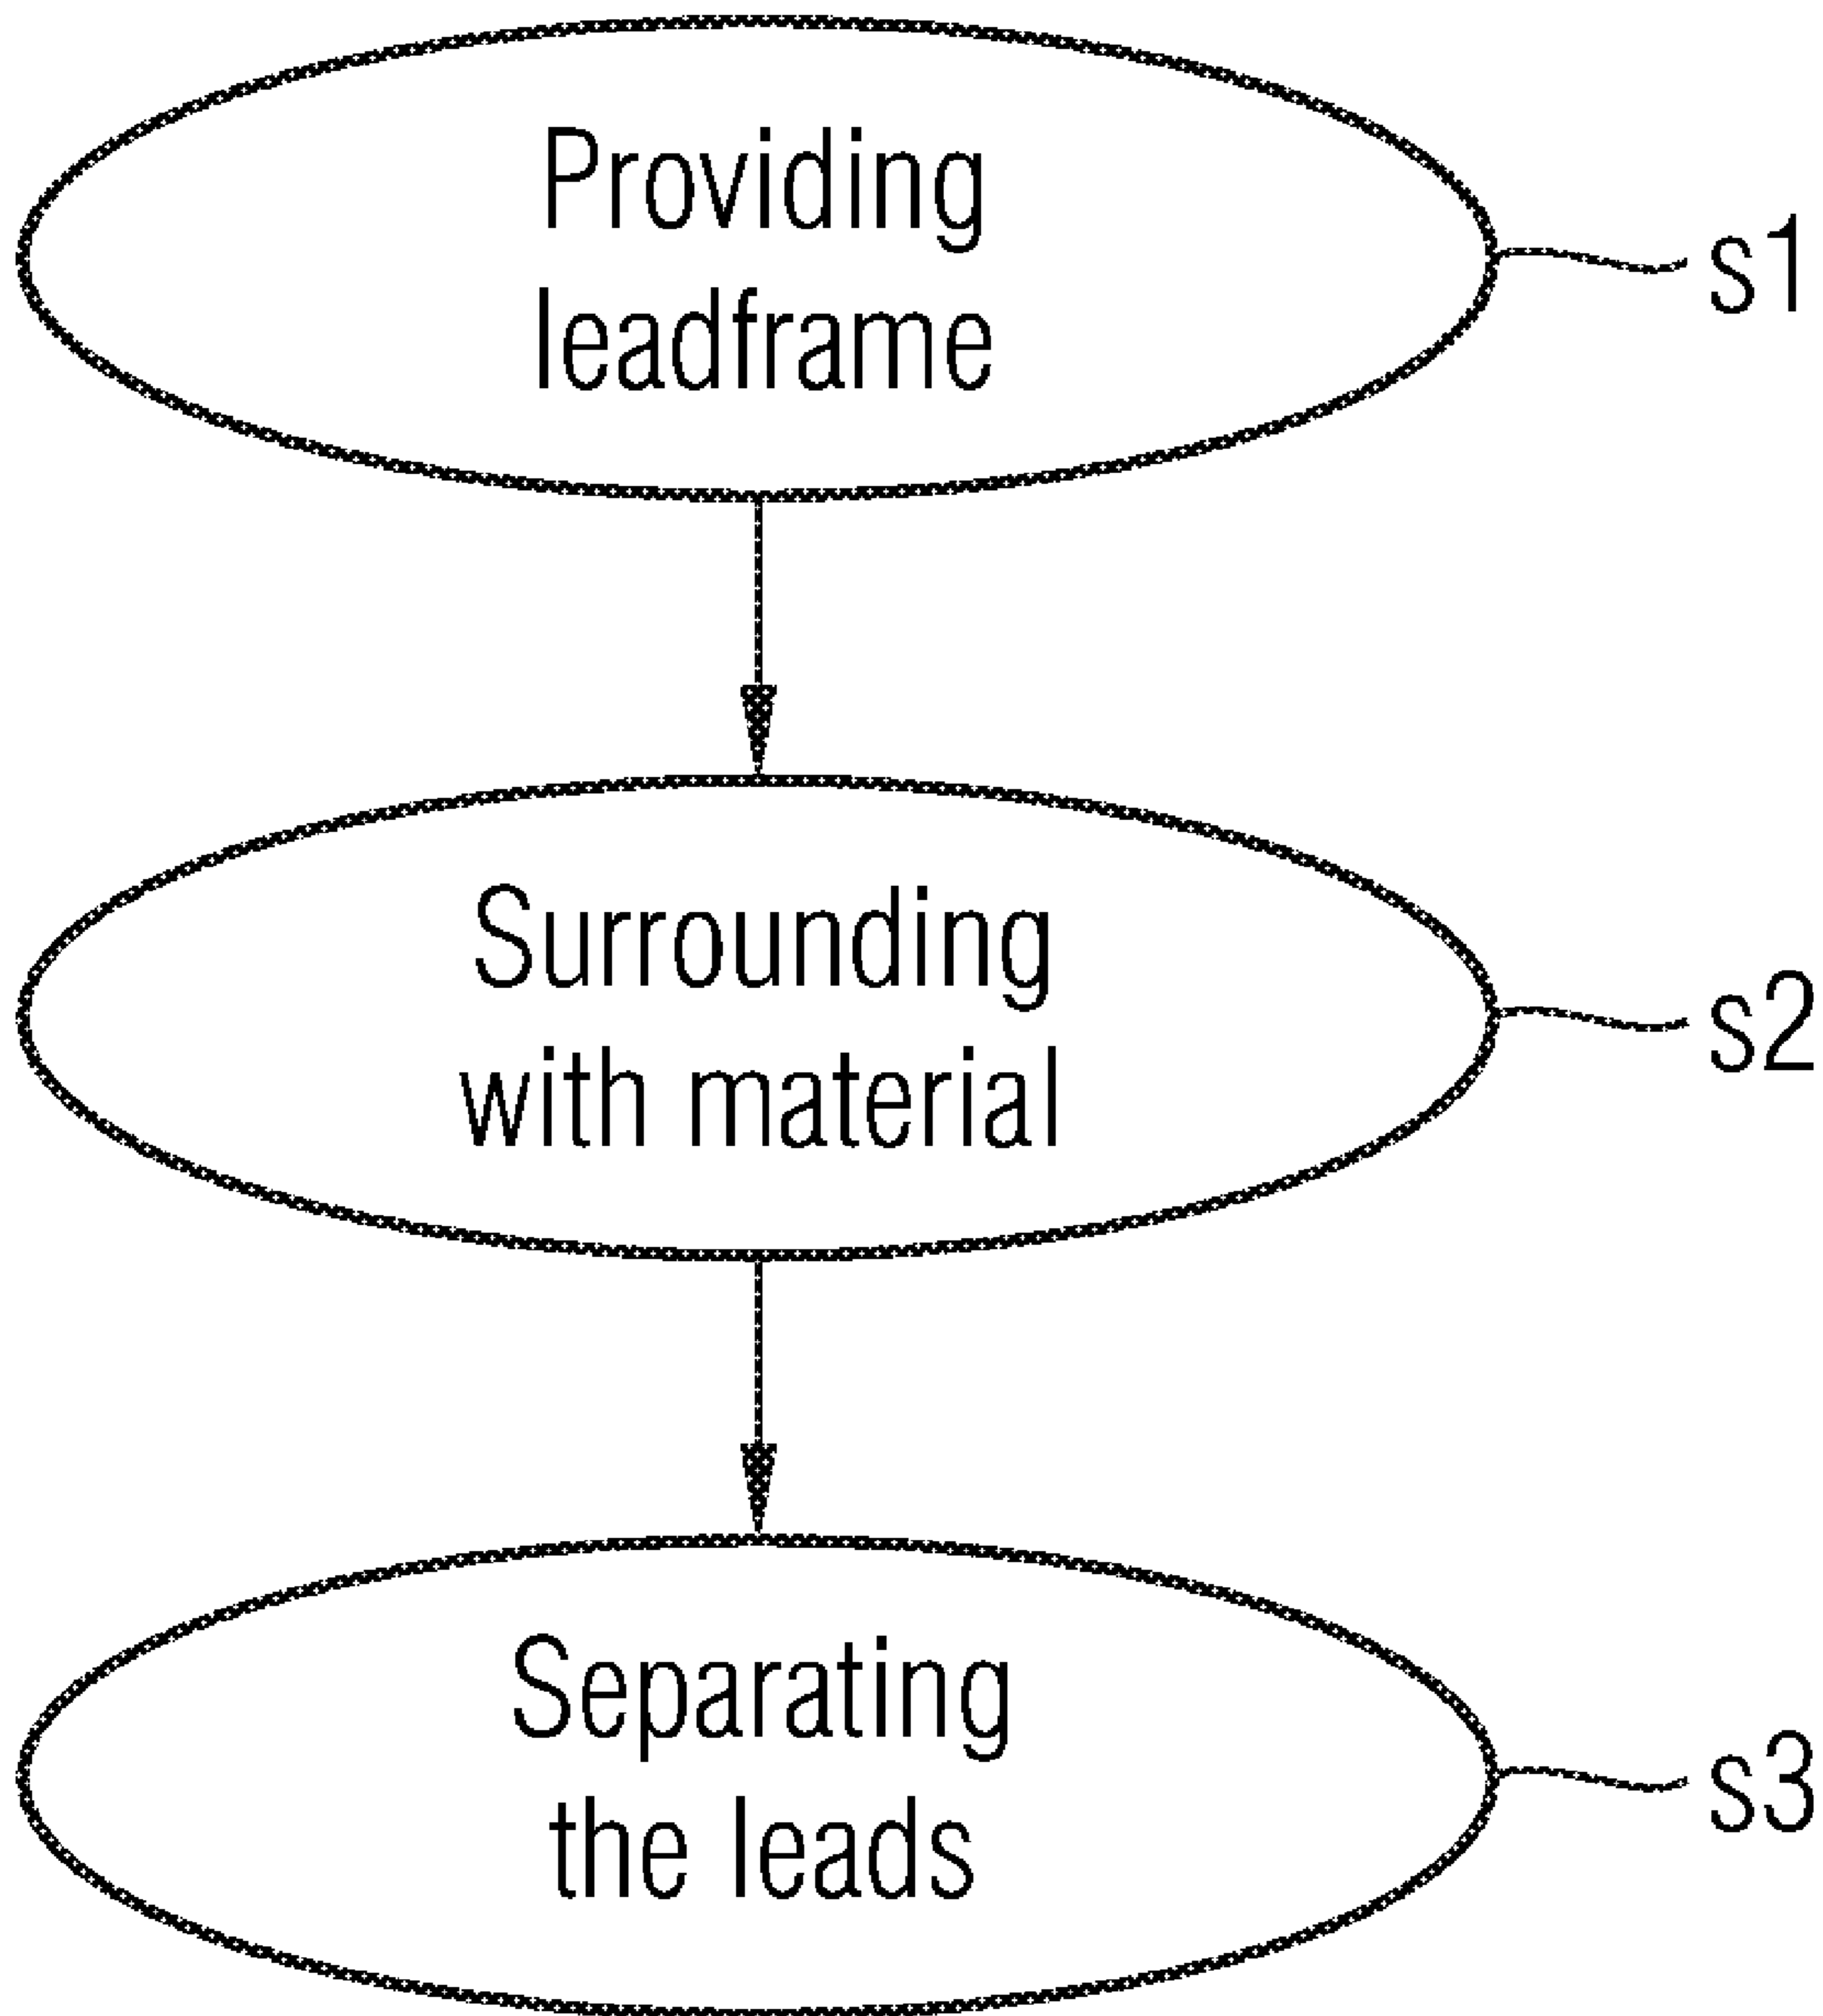 Providing
leadframe
s1
Surrounding
with material
s2
Separating
the leads
s3